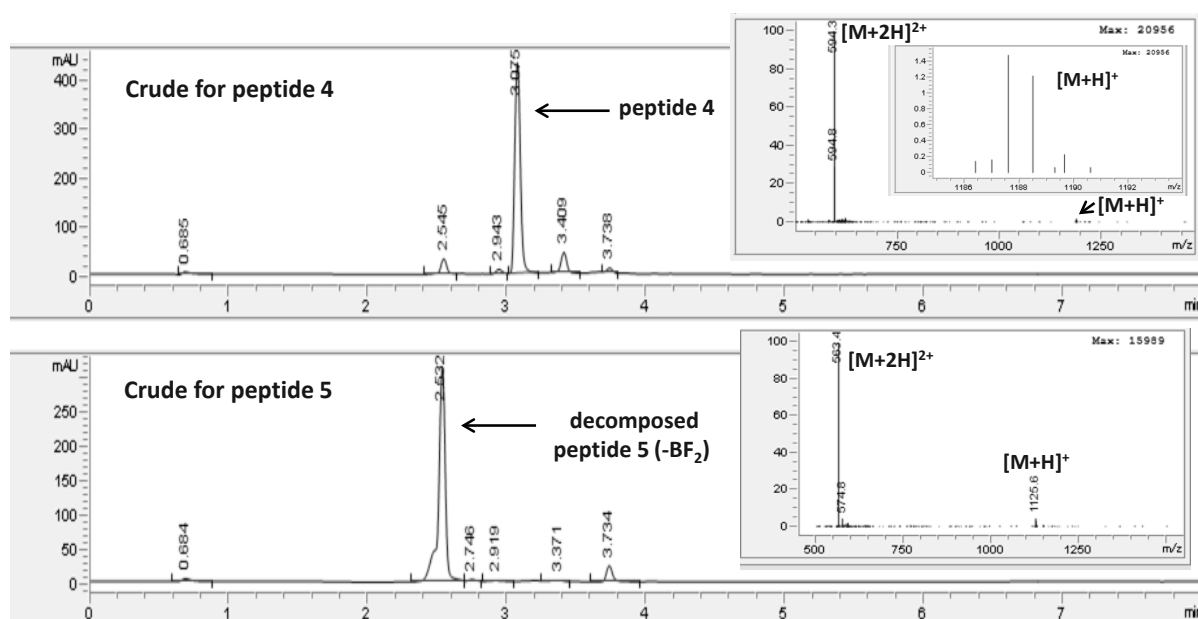 mAU
400
300
200
100
0
Crude for peptide 4
0.685
2.545
2.943
3.075
3.409
3.738
peptide 4
0 1 2 3 4 5 6 7 min
100
80
60
40
20
0
594.3
594.8
[M+2H]2+
Max: 20956
Max: 20956
1.4
1.2
1
0.8
0.6
0.4
0.2
0
[M+H]+
1186 1188 1190 1192 m/z
[M+H]+
750 1000 1250 m/z
mAU
250
200
150
100
50
0
Crude for peptide 5
0.684
2.532
2.746
2.919
3.371
3.734
decomposed
peptide 5 (-BF2)
0 1 2 3 4 5 6 7 min
100
80
60
40
20
0
563.4
574.8
[M+2H]2+
Max: 15989
[M+H]+
1125.6
500 750 1000 1250 m/z